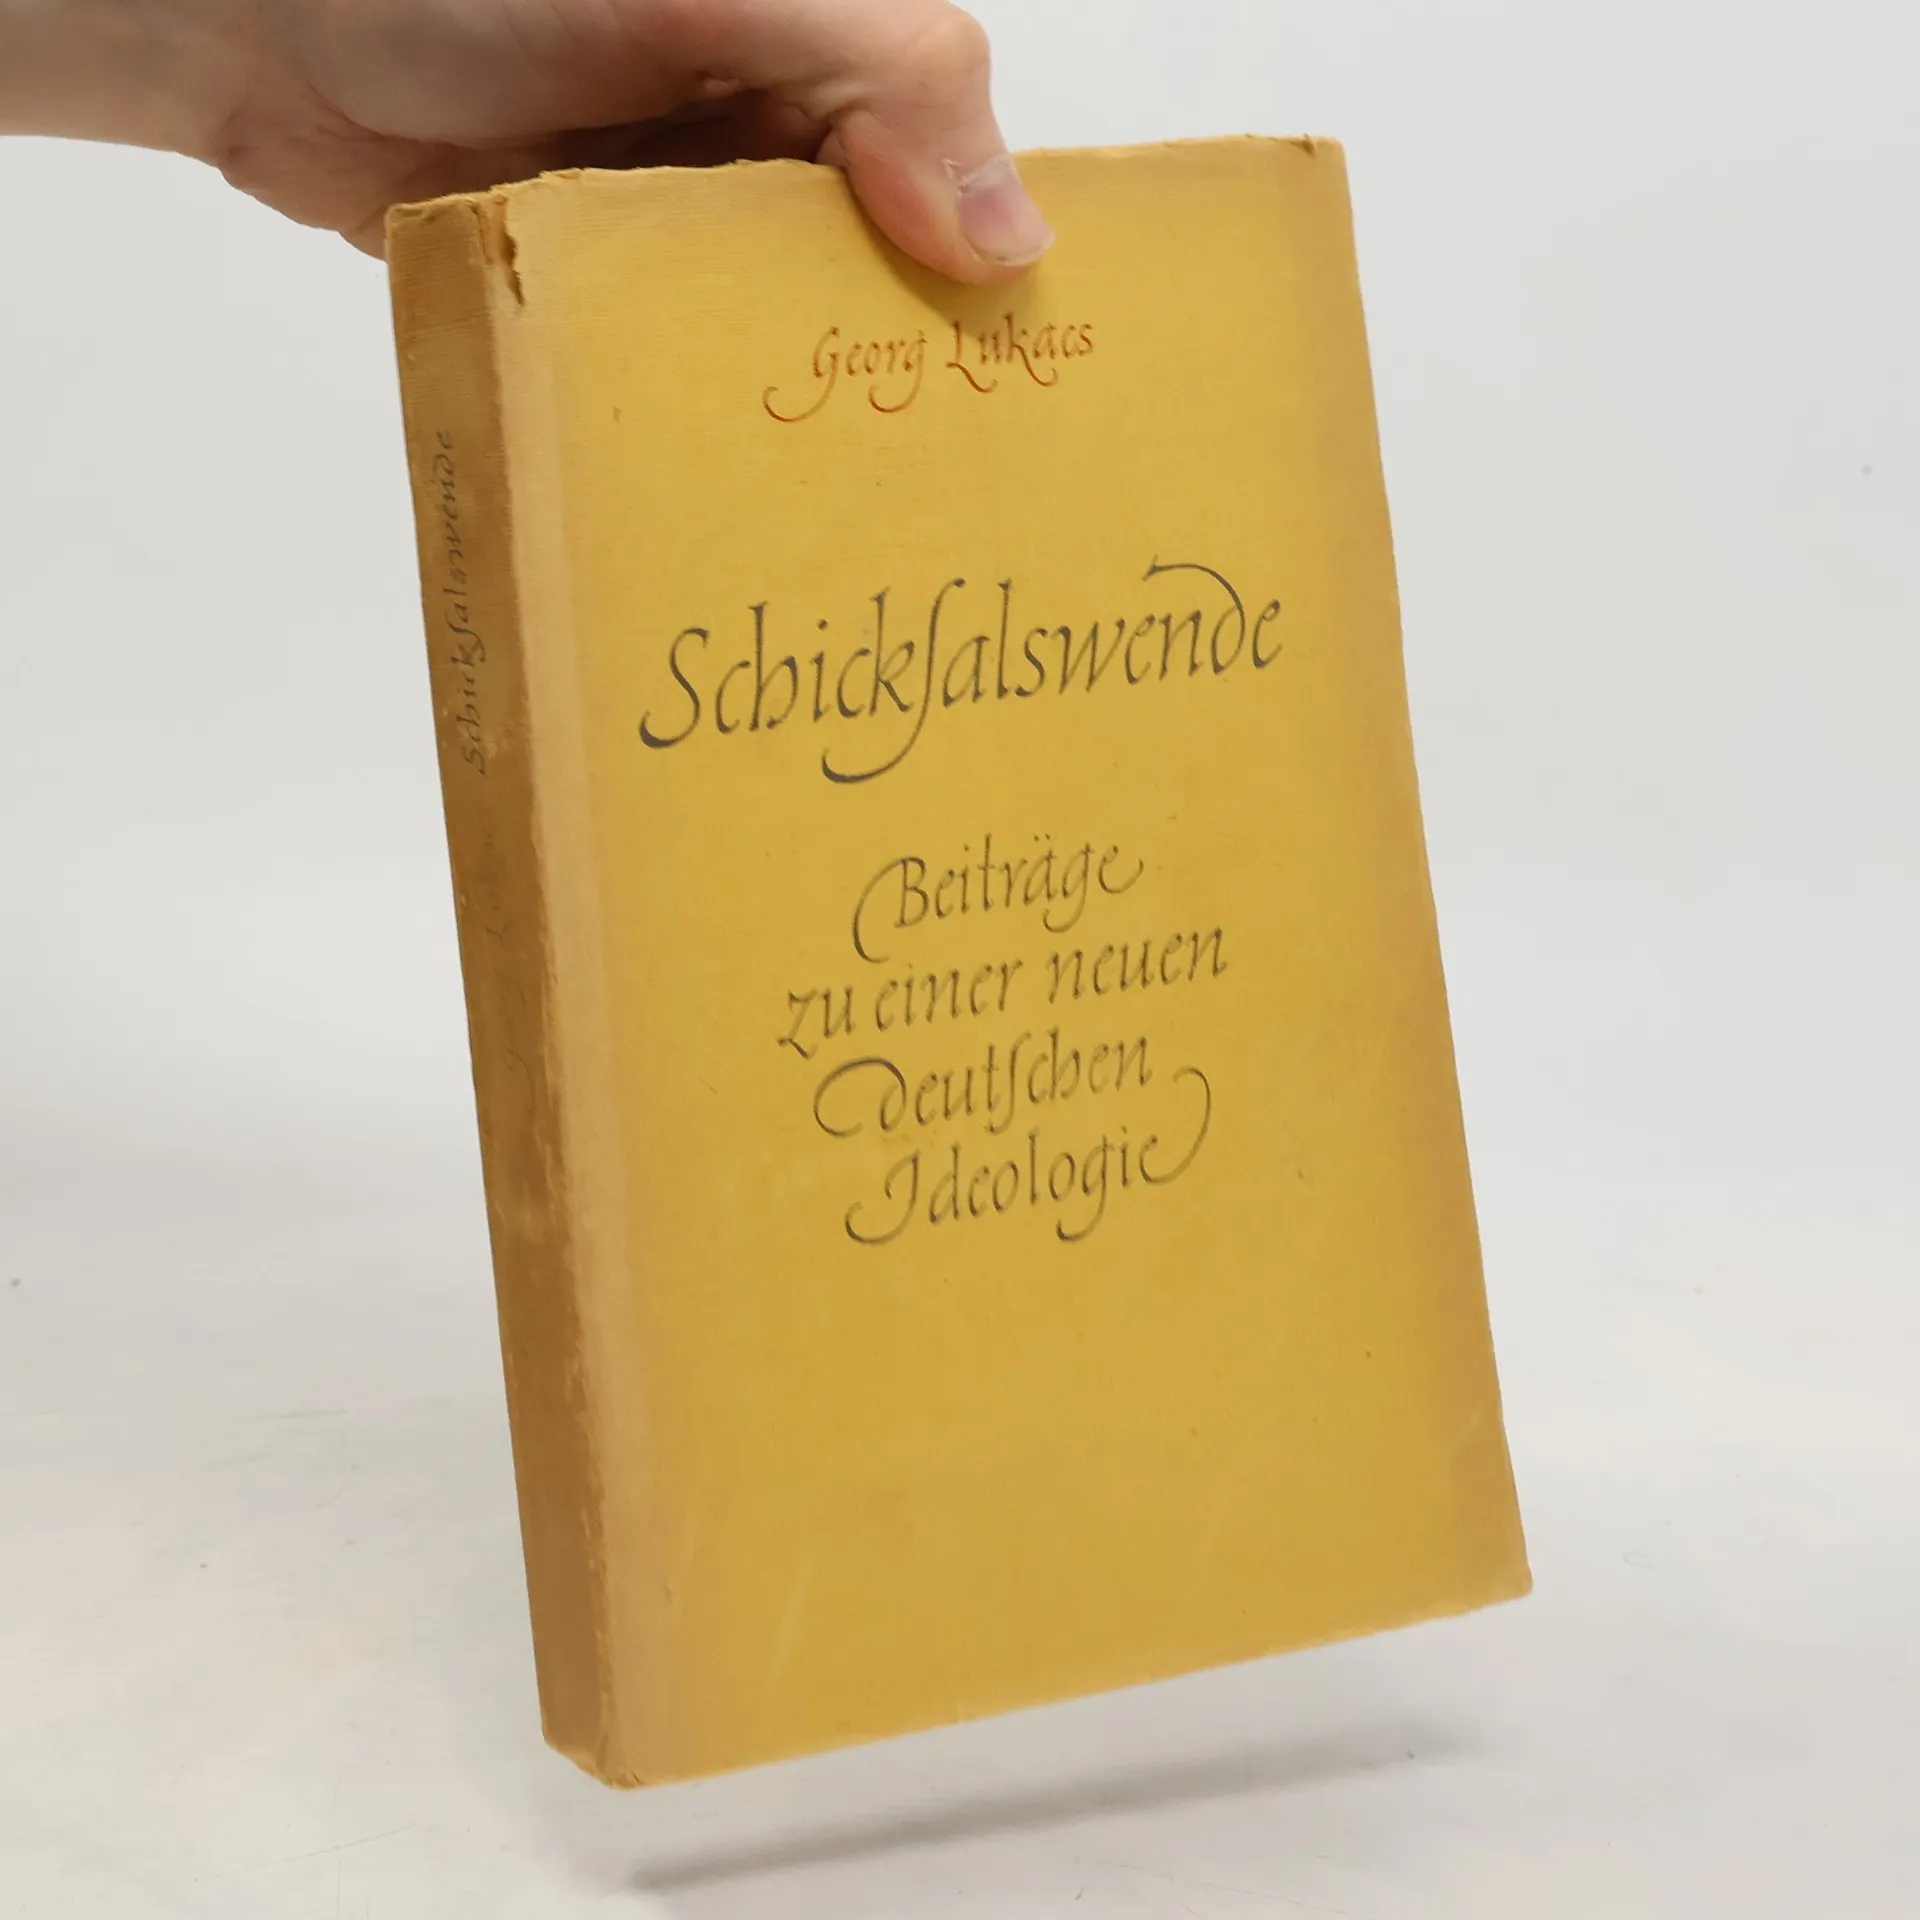 Georg Lukacs
Schickſalswende
Beiträge
zu einer neuen
deutſchen
Ideologie
Georg Lukacs Schickſalswende